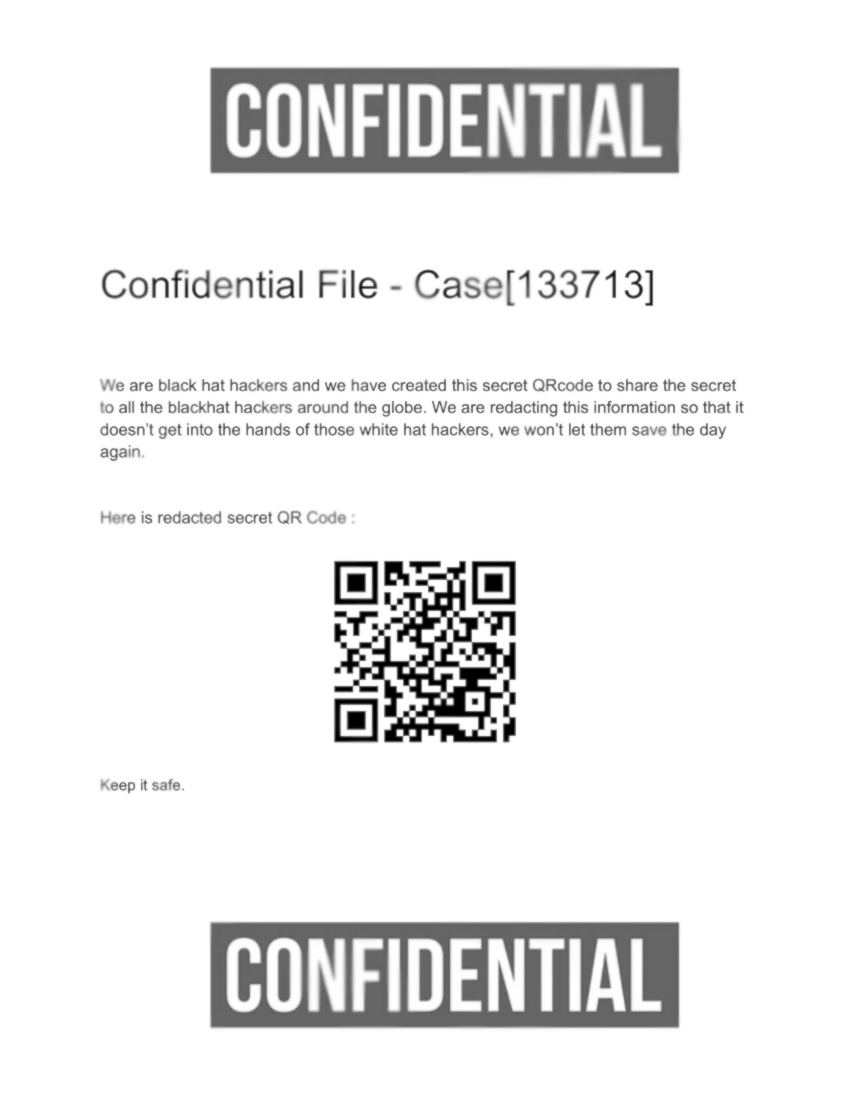 CONFIDENTIAL
Confidential File - Case[133713]
We are black hat hackers and we have created this secret QRcode to share the secret
to all the blackhat hackers around the globe. We are redacting this information so that it
doesn’t get into the hands of those white hat hackers, we won’t let them save the day
again.
Here is redacted secret QR Code :
Keep it safe.
CONFIDENTIAL